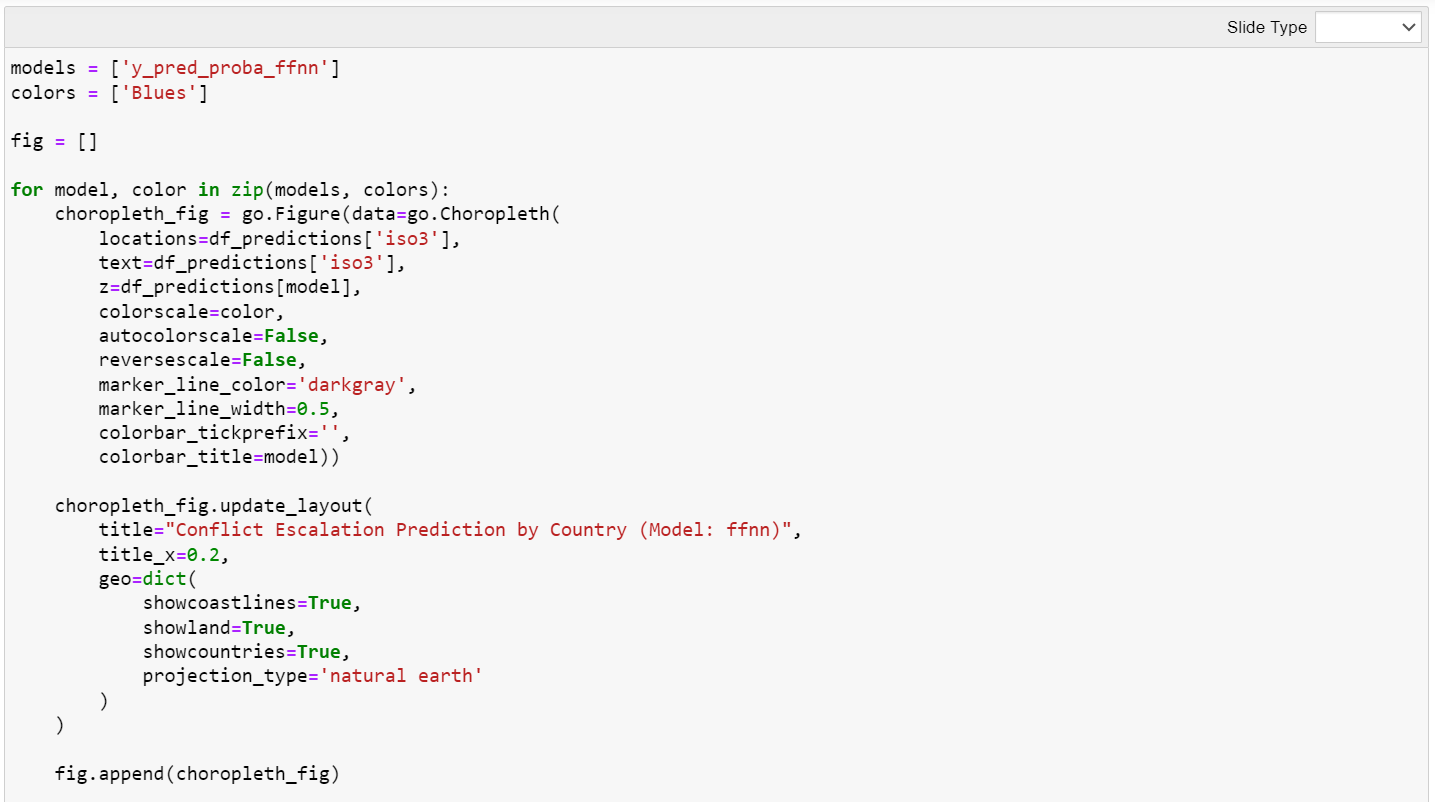 Slide Type
models = ['y_pred_proba_ffnn']
colors = ['Blues']
fig = []
for model, color in zip(models, colors):
    choropleth_fig = go.Figure(data=go.Choropleth(
        locations=df_predictions['iso3'],
        text=df_predictions['iso3'],
        z=df_predictions[model],
        colorscale=color,
        autocolorscale=False,
        reversescale=False,
        marker_line_color='darkgray',
        marker_line_width=0.5,
        colorbar_tickprefix='',
        colorbar_title=model))
    choropleth_fig.update_layout(
        title="Conflict Escalation Prediction by Country (Model: ffnn)",
        title_x=0.2,
        geo=dict(
            showcoastlines=True,
            showland=True,
            showcountries=True,
            projection_type='natural earth'
        )
    )
    fig.append(choropleth_fig)